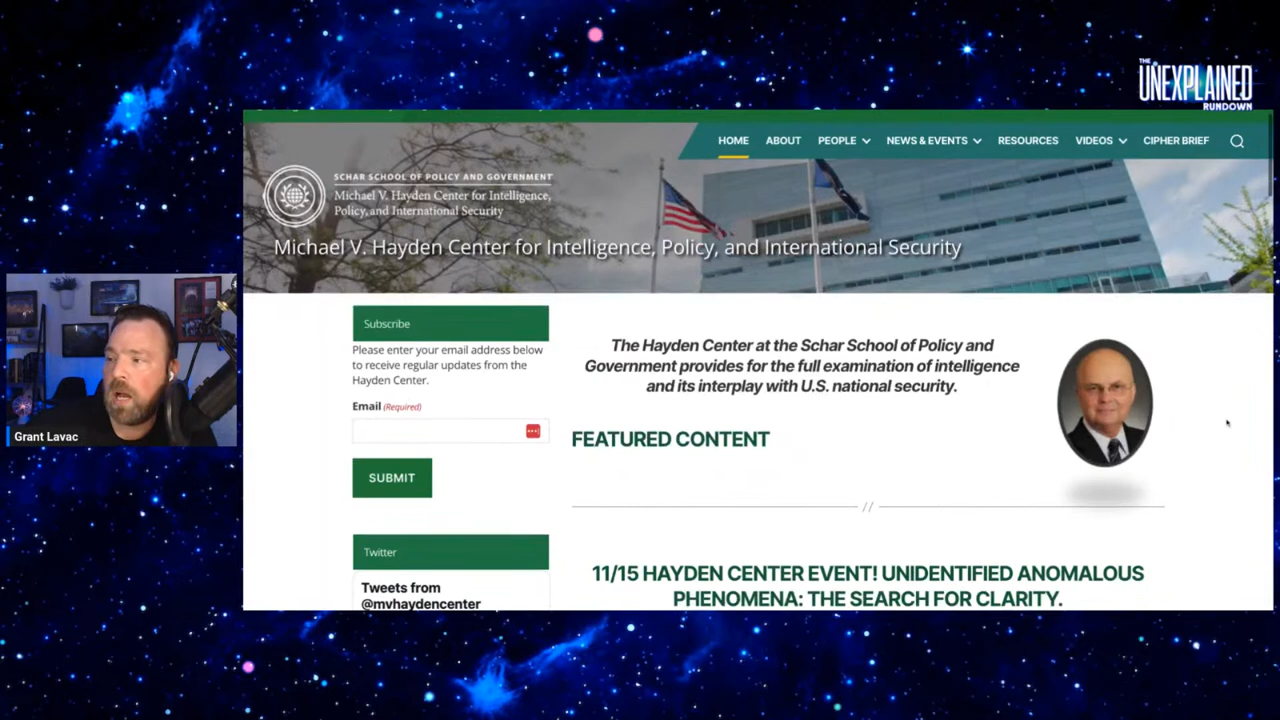 THE
UNEXPLAINED
RUNDOWN
HOME ABOUT PEOPLE NEWS & EVENTS RESOURCES VIDEOS CIPHER BRIEF
SCHAR SCHOOL OF POLICY AND GOVERNMENT
Michael V. Hayden Center for Intelligence,
Policy, and International Security
Michael V. Hayden Center for Intelligence, Policy, and International Security
Subscribe
Please enter your email address below
to receive regular updates from the
Hayden Center.
Email (Required)
SUBMIT
Twitter
Tweets from
@mvhaydencenter
The Hayden Center at the Schar School of Policy and
Government provides for the full examination of intelligence
and its interplay with U.S. national security.
FEATURED CONTENT
//
11/15 HAYDEN CENTER EVENT! UNIDENTIFIED ANOMALOUS
PHENOMENA: THE SEARCH FOR CLARITY.
Grant Lavac